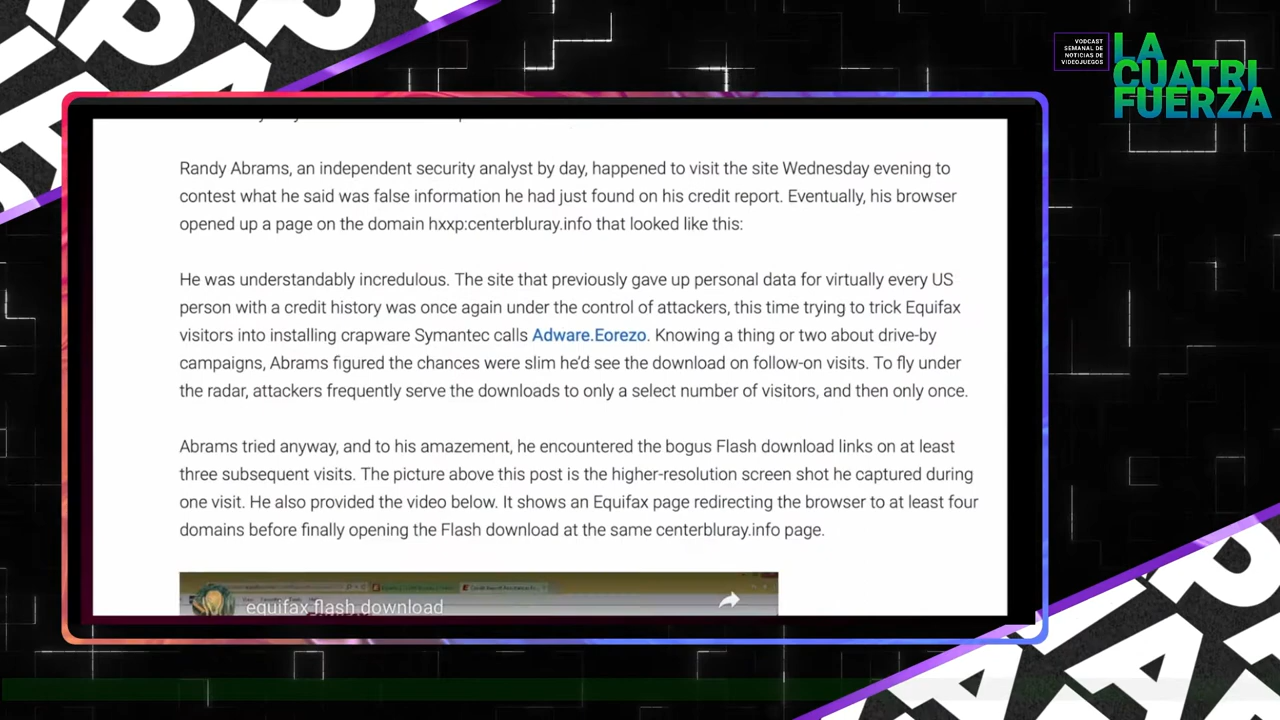 VODCAST
SEMANAL DE
NOTICIAS DE
VIDEOJUEGOS
LA
CUATRI
FUERZA
Randy Abrams, an independent security analyst by day, happened to visit the site Wednesday evening to
contest what he said was false information he had just found on his credit report. Eventually, his browser
opened up a page on the domain hxxp:centerbluray.info that looked like this:
He was understandably incredulous. The site that previously gave up personal data for virtually every US
person with a credit history was once again under the control of attackers, this time trying to trick Equifax
visitors into installing crapware Symantec calls Adware.Eorezo. Knowing a thing or two about drive-by
campaigns, Abrams figured the chances were slim he'd see the download on follow-on visits. To fly under
the radar, attackers frequently serve the downloads to only a select number of visitors, and then only once.
Abrams tried anyway, and to his amazement, he encountered the bogus Flash download links on at least
three subsequent visits. The picture above this post is the higher-resolution screen shot he captured during
one visit. He also provided the video below. It shows an Equifax page redirecting the browser to at least four
domains before finally opening the Flash download at the same centerbluray.info page.
equifax flash download